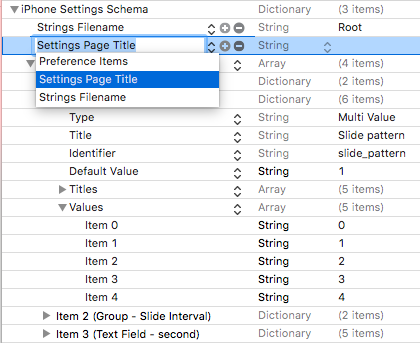 iPhone Settings Schema Dictionary (3 items)
Strings Filename String Root
Settings Page Title String
Preference Items Array (4 items)
Settings Page Title Dictionary (2 items)
Strings Filename Dictionary (6 items)
Type String Multi Value
Title String Slide pattern
Identifier String slide_pattern
Default Value String 1
Titles Array (5 items)
Values Array (5 items)
Item 0 String 0
Item 1 String 1
Item 2 String 2
Item 3 String 3
Item 4 String 4
Item 2 (Group - Slide Interval) Dictionary (2 items)
Item 3 (Text Field - second) Dictionary (5 items)